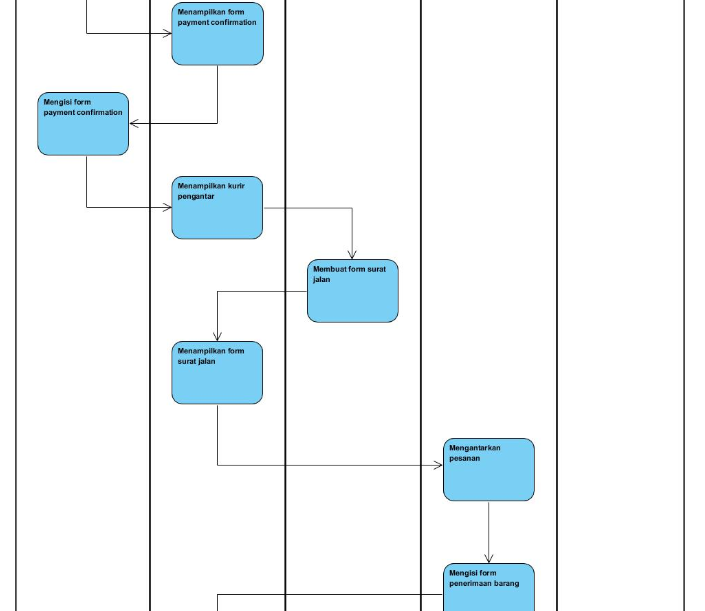 Menampilkan form
payment confirmation
Mengisi form
payment confirmation
Menampilkan kurir
pengantar
Membuat form surat
jalan
Menampilkan form
surat jalan
Mengantarkan
pesanan
Mengisi form
penerimaan barang